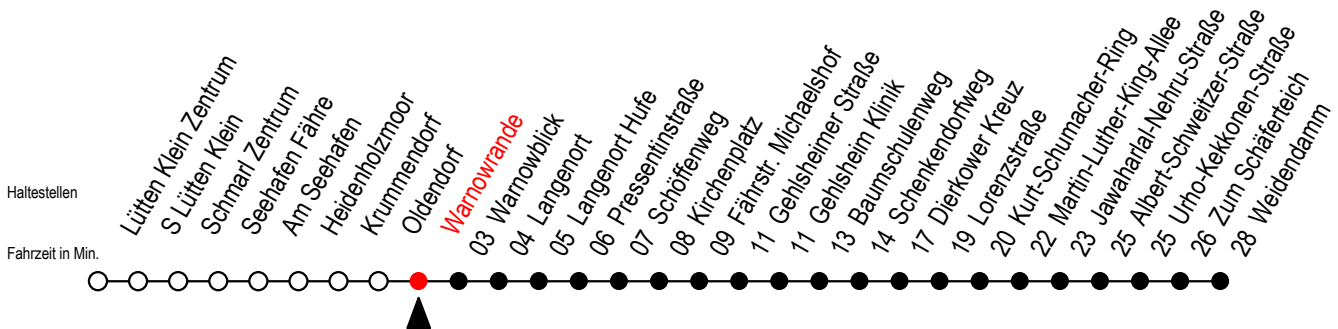 Haltestellen
Fahrzeit in Min.
Lütten Klein Zentrum
S Lütten Klein
Schmarl Zentrum
Seehafen Fähre
Am Seehafen
Heidenholzmoor
Krummendorf
Oldendorf
Warnowrande
03 Warnowblick
04 Langenort
05 Langenort Hufe
06 Pressentinstraße
07 Schöffenweg
08 Kirchenplatz
09 Fährstr. Michaelshof
11 Gehlsheimer Straße
11 Gehlsheim Klinik
13 Baumschulenweg
14 Schenkendorfweg
17 Dierkower Kreuz
19 Lorenzstraße
20 Kurt-Schumacher-Ring
22 Martin-Luther-King-Allee
23 Jawaharlal-Nehru-Straße
25 Albert-Schweitzer-Straße
25 Urho-Kekkonen-Straße
26 Zum Schäferteich
28 Weidendamm